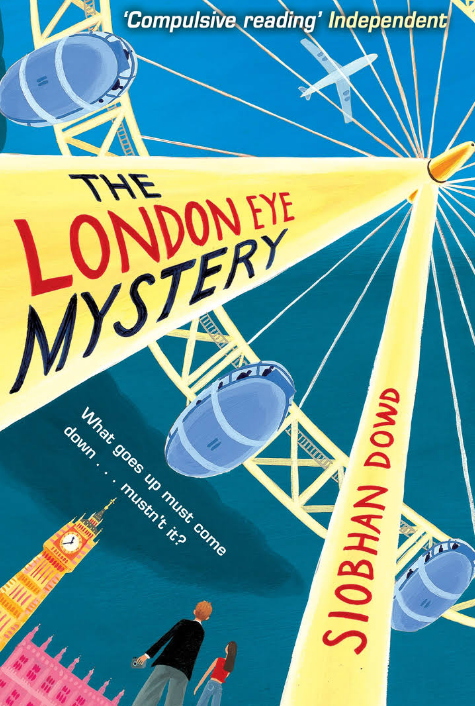 'Compulsive reading' Independent
THE
LONDON EYE
MYSTERY
What goes up must come
down . . . mustn't it?
SIOBHAN DOWD